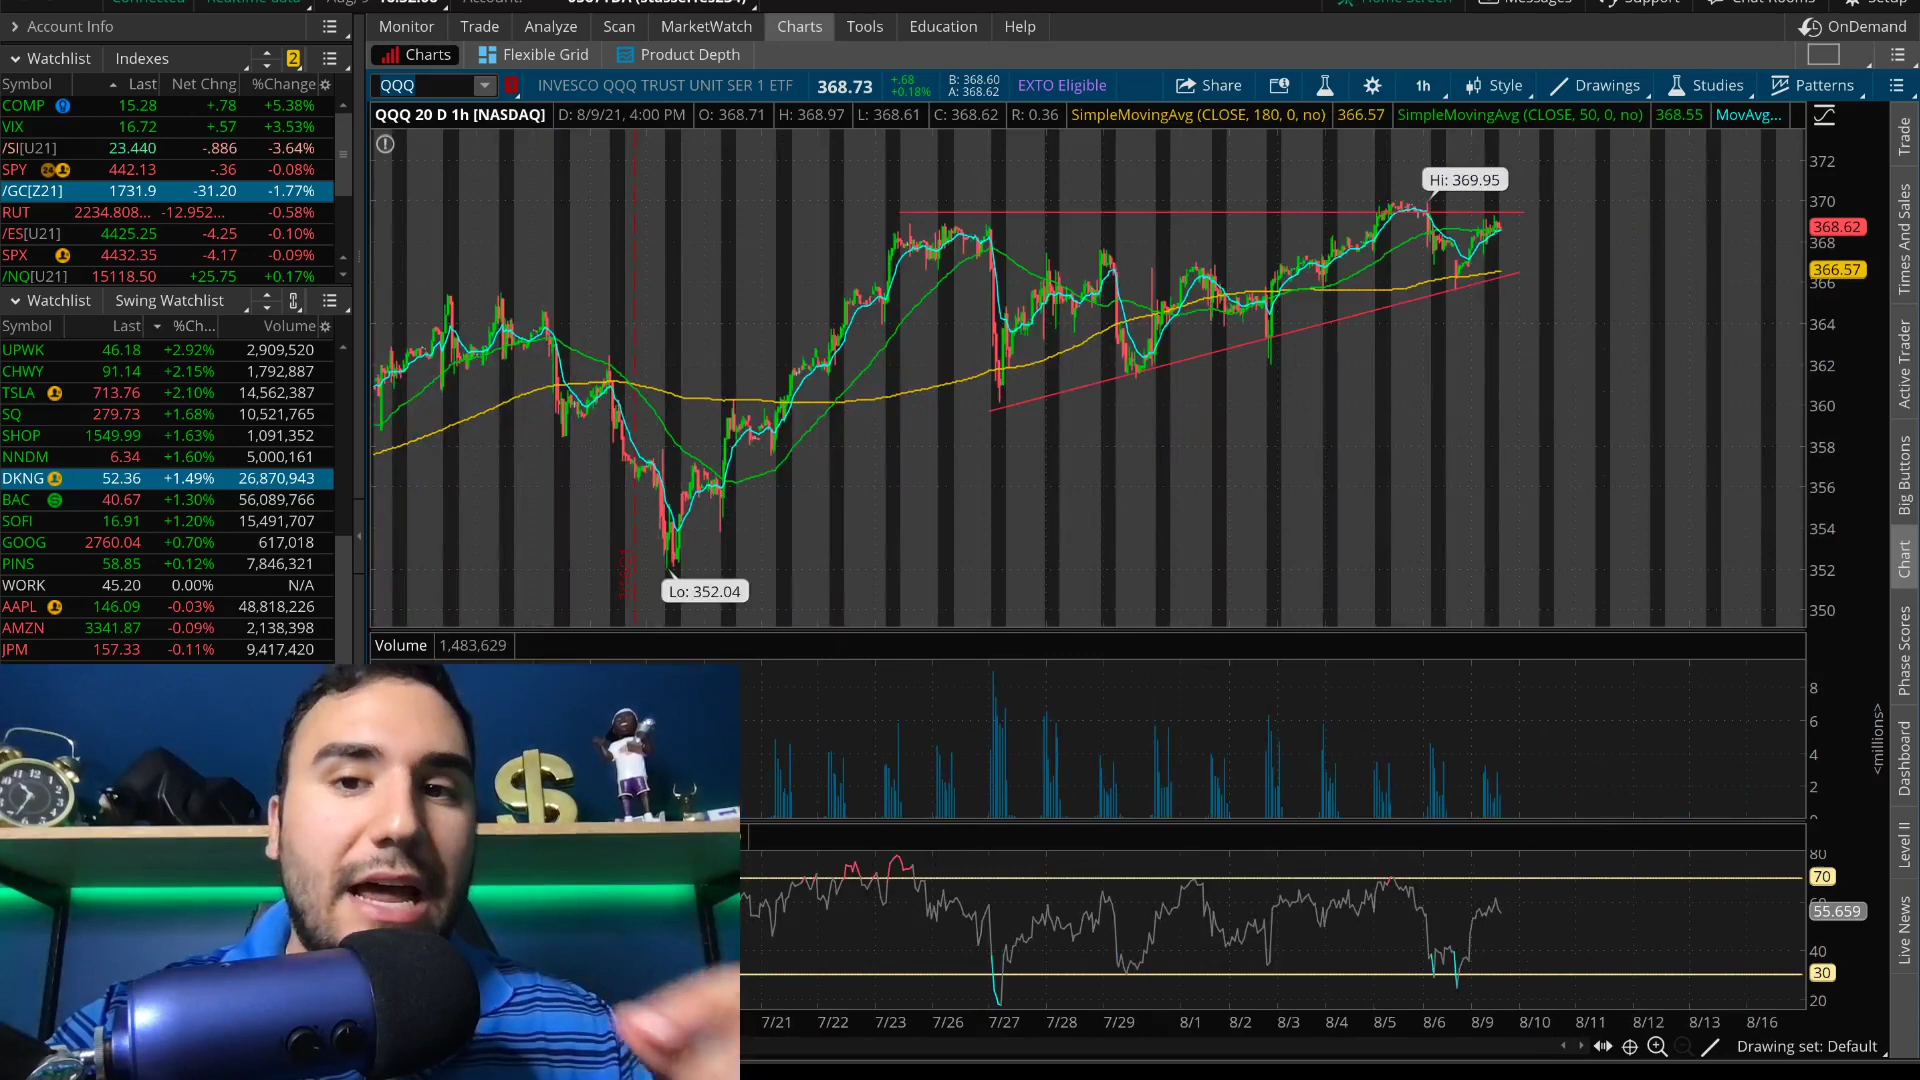 Account Info
Monitor Trade Analyze Scan MarketWatch Charts Tools Education Help OnDemand
Watchlist Indexes 2
Charts Flexible Grid Product Depth
Symbol Last Net Chng %Change
COMP 15.28 +.78 +5.38%
VIX 16.72 +.57 +3.53%
/SI[U21] 23.440 -.886 -3.64%
SPY 442.13 -.36 -0.08%
/GC[Z21] 1731.9 -31.20 -1.77%
RUT 2234.808... -12.952... -0.58%
/ES[U21] 4425.25 -4.25 -0.10%
SPX 4432.35 -4.17 -0.09%
/NQ[U21] 15118.50 +25.75 +0.17%
Watchlist Swing Watchlist
Symbol Last %Ch... Volume
UPWK 46.18 +2.92% 2,909,520
CHWY 91.14 +2.15% 1,792,887
TSLA 713.76 +2.10% 14,562,387
SQ 279.73 +1.68% 10,521,765
SHOP 1549.99 +1.63% 1,091,352
NNDM 6.34 +1.60% 5,000,161
DKNG 52.36 +1.49% 26,870,943
BAC 40.67 +1.30% 56,089,766
SOFI 16.91 +1.20% 15,491,707
GOOG 2760.04 +0.70% 617,018
PINS 58.85 +0.12% 7,846,321
WORK 45.20 0.00% N/A
AAPL 146.09 -0.03% 48,818,226
AMZN 3341.87 -0.09% 2,138,398
JPM 157.33 -0.11% 9,417,420
QQQ INVESCO QQQ TRUST UNIT SER 1 ETF 368.73 +.68 +0.18% B: 368.60 A: 368.62 EXTO Eligible Share 1h Style Drawings Studies Patterns
QQQ 20 D 1h [NASDAQ] D: 8/9/21, 4:00 PM O: 368.71 H: 368.97 L: 368.61 C: 368.62 R: 0.36 SimpleMovingAvg (CLOSE, 180, 0, no) 366.57 SimpleMovingAvg (CLOSE, 50, 0, no) 368.55 MovAvg...
Hi: 369.95
Lo: 352.04
372
370
368.62
368
366.57
366
364
362
360
358
356
354
352
350
Volume 1,483,629
8
6
4
2
<millions>
80
70
55.659
40
30
20
7/21 7/22 7/23 7/26 7/27 7/28 7/29 8/1 8/2 8/3 8/4 8/5 8/6 8/9 8/10 8/11 8/12 8/13 8/16
Drawing set: Default
Trade
Times And Sales
Active Trader
Big Buttons
Chart
Phase Scores
Dashboard
Level II
Live News